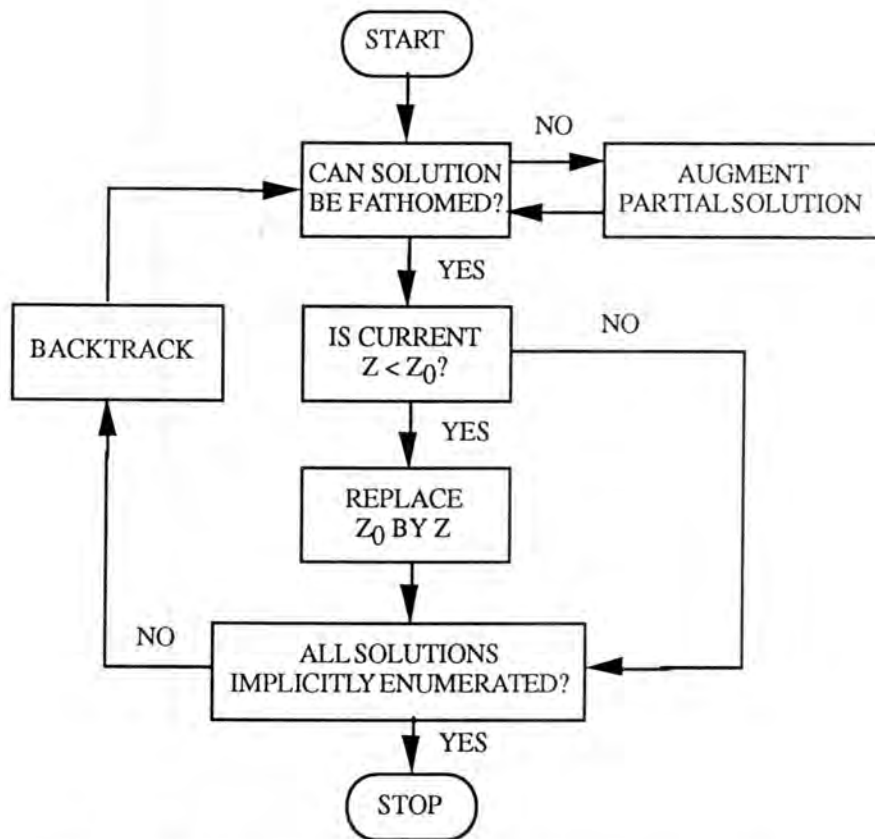 START
NO
CAN SOLUTION
BE FATHOMED?
AUGMENT
PARTIAL SOLUTION
YES
BACKTRACK
IS CURRENT
Z < Z0?
NO
YES
REPLACE
Z0 BY Z
NO
ALL SOLUTIONS
IMPLICITLY ENUMERATED?
YES
STOP